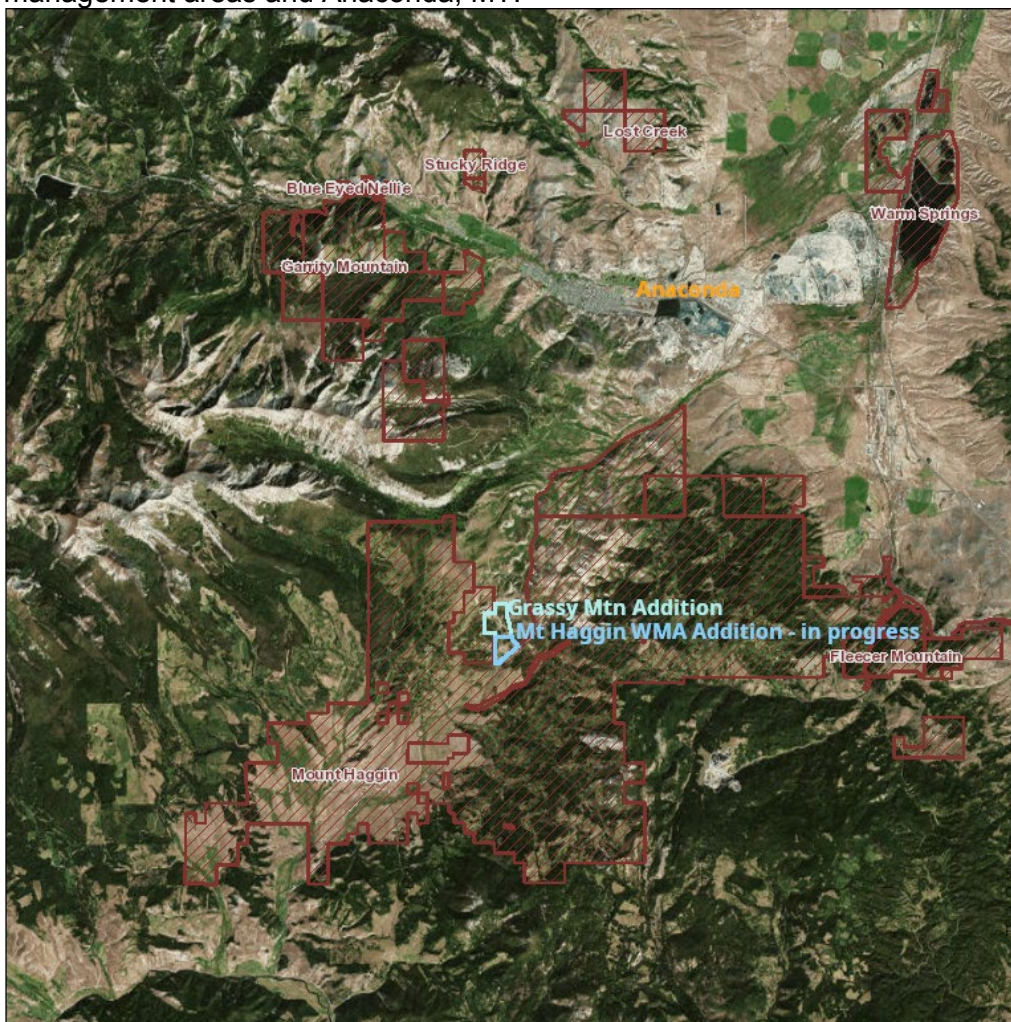 management areas and Anaconda, MT.
Lost Creek
Stucky Ridge
Blue Eyed Nellie
Warm Springs
Garrity Mountain
Anaconda
Grassy Mtn Addition
Mt Haggin WMA Addition - in progress
Fleecer Mountain
Mount Haggin